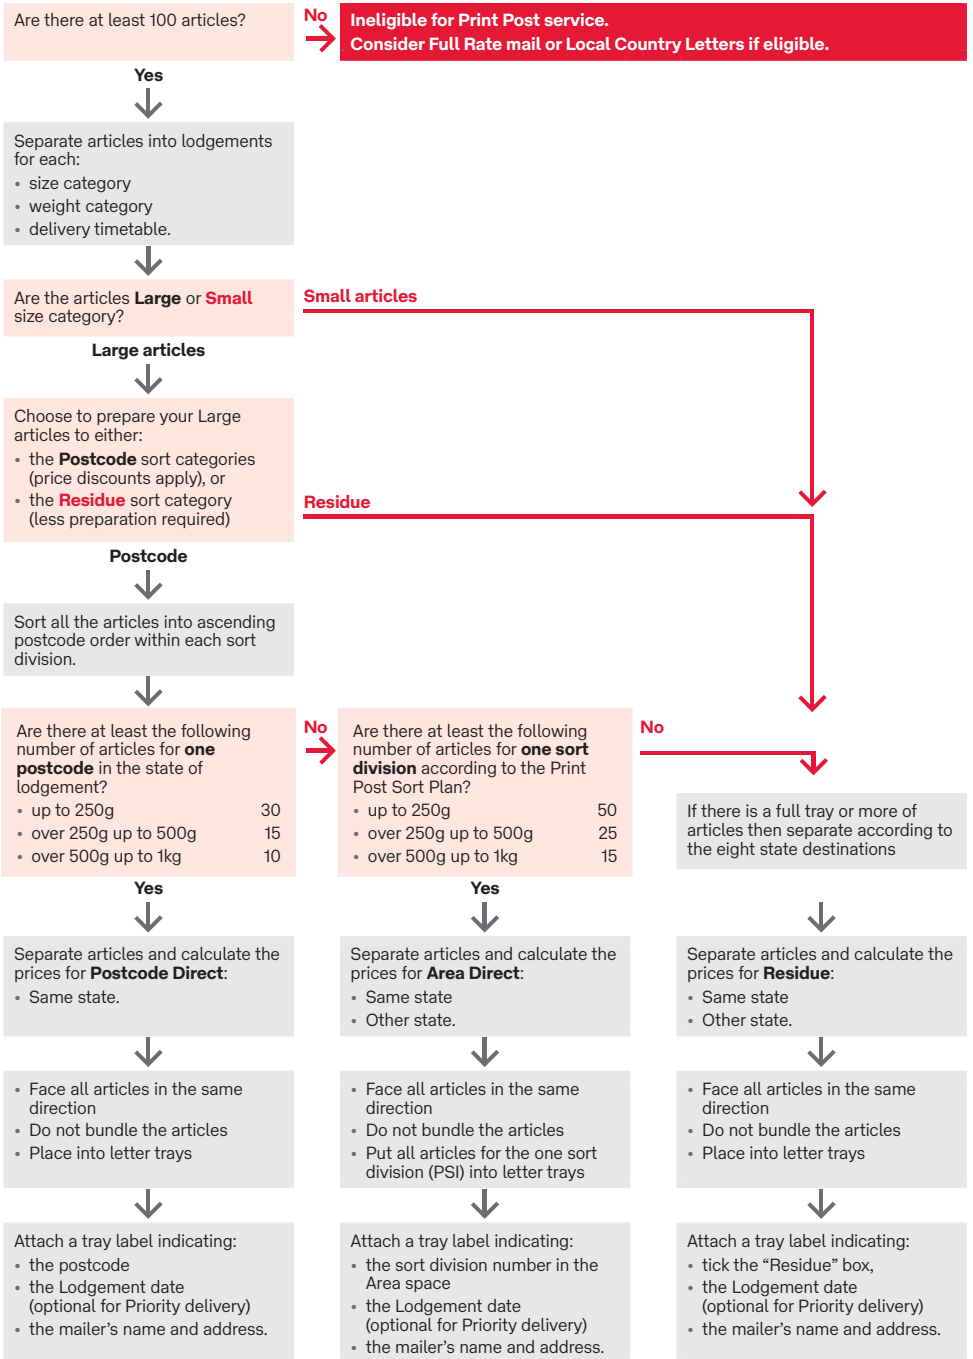 Are there at least 100 articles?
No
Ineligible for Print Post service.
Consider Full Rate mail or Local Country Letters if eligible.
Yes
Separate articles into lodgements
for each:
• size category
• weight category
• delivery timetable.
Are the articles Large or Small
size category?
Small articles
Large articles
Choose to prepare your Large
articles to either:
• the Postcode sort categories
(price discounts apply), or
• the Residue sort category
(less preparation required)
Residue
Postcode
Sort all the articles into ascending
postcode order within each sort
division.
Are there at least the following
number of articles for one
postcode in the state of
lodgement?
• up to 250g 30
• over 250g up to 500g 15
• over 500g up to 1kg 10
No
Are there at least the following
number of articles for one sort
division according to the Print
Post Sort Plan?
• up to 250g 50
• over 250g up to 500g 25
• over 500g up to 1kg 15
No
If there is a full tray or more of
articles then separate according to
the eight state destinations
Yes
Yes
Separate articles and calculate the
prices for Postcode Direct:
• Same state.
Separate articles and calculate the
prices for Area Direct:
• Same state
• Other state.
Separate articles and calculate the
prices for Residue:
• Same state
• Other state.
• Face all articles in the same
direction
• Do not bundle the articles
• Place into letter trays
• Face all articles in the same
direction
• Do not bundle the articles
• Put all articles for the one sort
division (PSI) into letter trays
• Face all articles in the same
direction
• Do not bundle the articles
• Place into letter trays
Attach a tray label indicating:
• the postcode
• the Lodgement date
(optional for Priority delivery)
• the mailer’s name and address.
Attach a tray label indicating:
• the sort division number in the
Area space
• the Lodgement date
(optional for Priority delivery)
• the mailer’s name and address.
Attach a tray label indicating:
• tick the “Residue” box,
• the Lodgement date
(optional for Priority delivery)
• the mailer’s name and address.